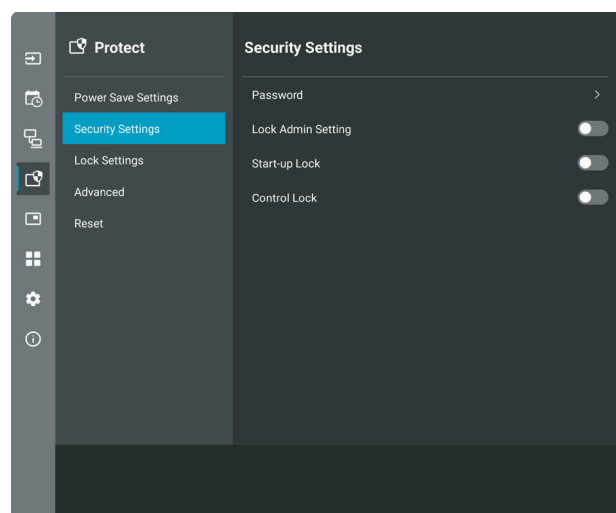 Protect
Power Save Settings
Security Settings
Lock Settings
Advanced
Reset
Security Settings
Password
Lock Admin Setting
Start-up Lock
Control Lock